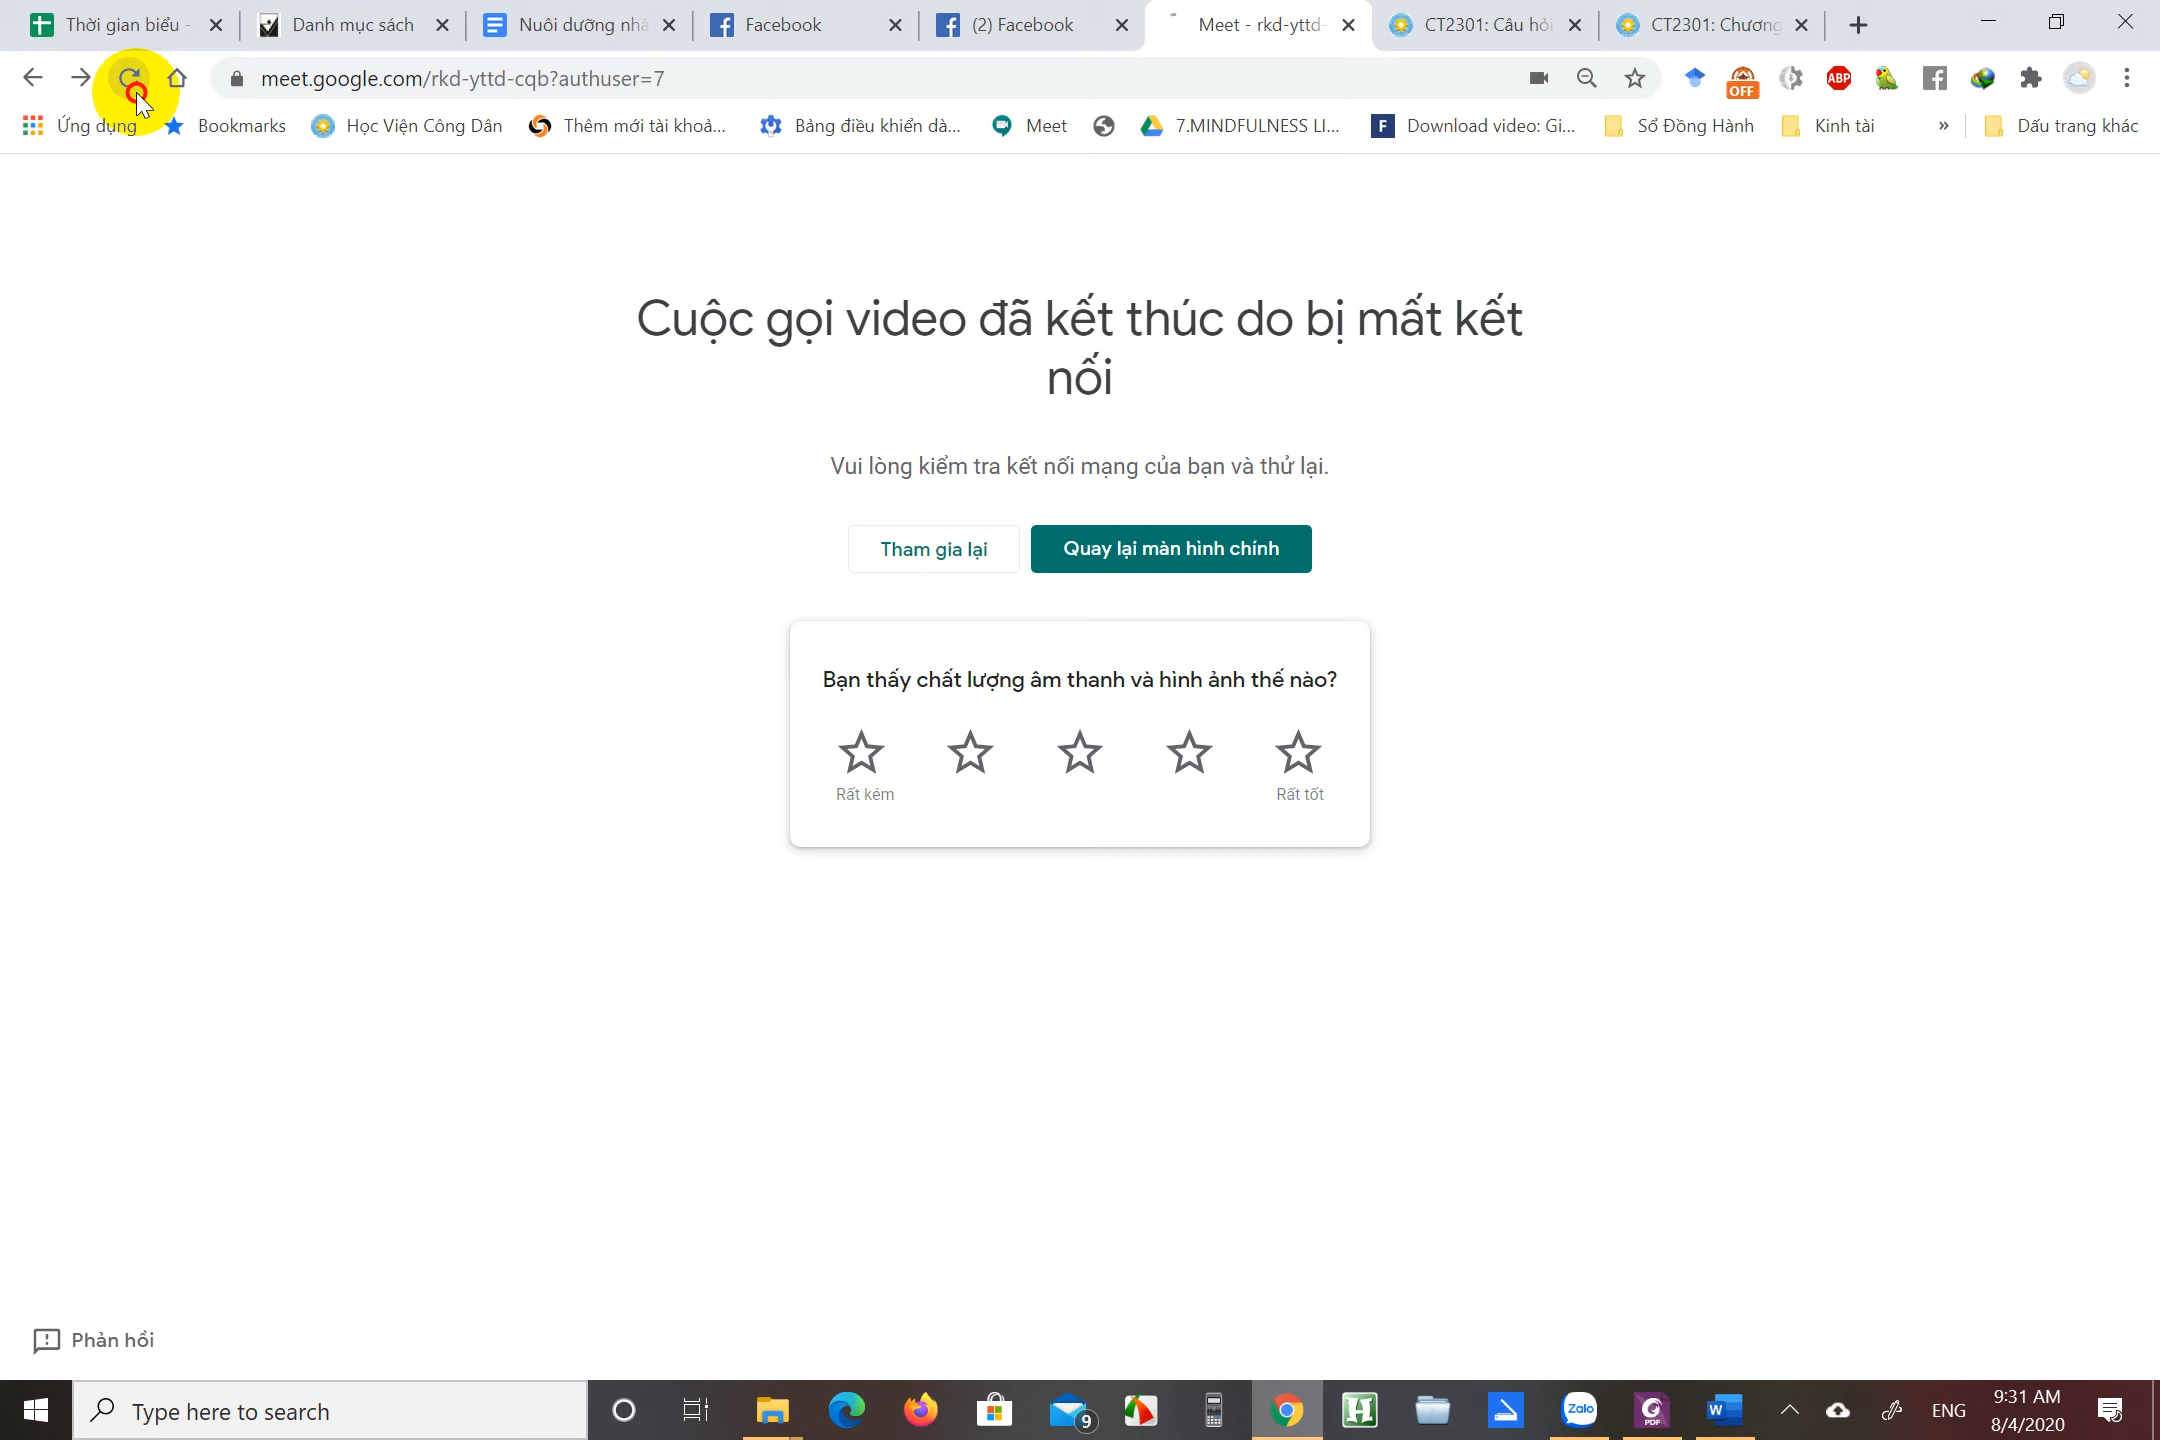 Thời gian biểu -
Danh mục sách
Nuôi dưỡng nhâ
Facebook
(2) Facebook
Meet - rkd-yttd-
CT2301: Câu hỏi
CT2301: Chương
meet.google.com/rkd-yttd-cqb?authuser=7
OFF
ABP
Ứng dụng
Bookmarks
Học Viện Công Dân
Thêm mới tài khoả...
Bảng điều khiển dà...
Meet
7.MINDFULNESS LI...
F
Download video: Gi...
Sổ Đồng Hành
Kinh tài
»
Dấu trang khác
Cuộc gọi video đã kết thúc do bị mất kết
nối
Vui lòng kiểm tra kết nối mạng của bạn và thử lại.
Tham gia lại
Quay lại màn hình chính
Bạn thấy chất lượng âm thanh và hình ảnh thế nào?
Rất kém
Rất tốt
Phản hồi
Type here to search
9
Zalo
PDF
W
ENG
9:31 AM
8/4/2020